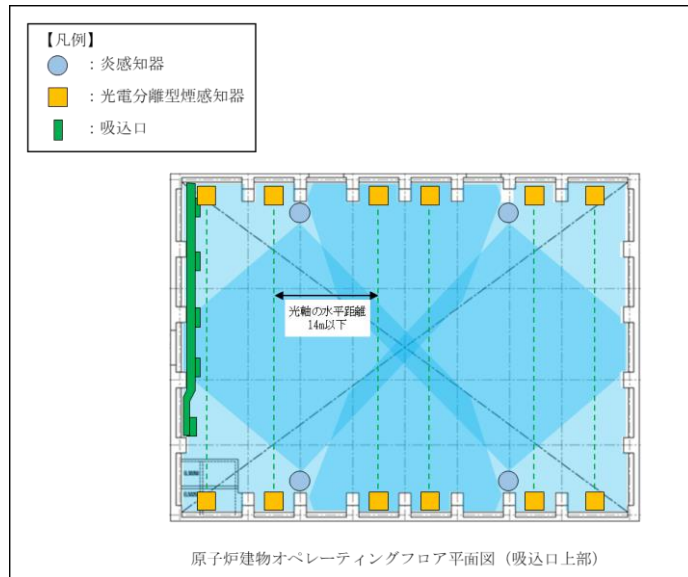 【凡例】
：炎感知器
：光電分離型煙感知器
：吸込口
光軸の水平距離
14m以下
原子炉建物オペレーティングフロア平面図（吸込口上部）